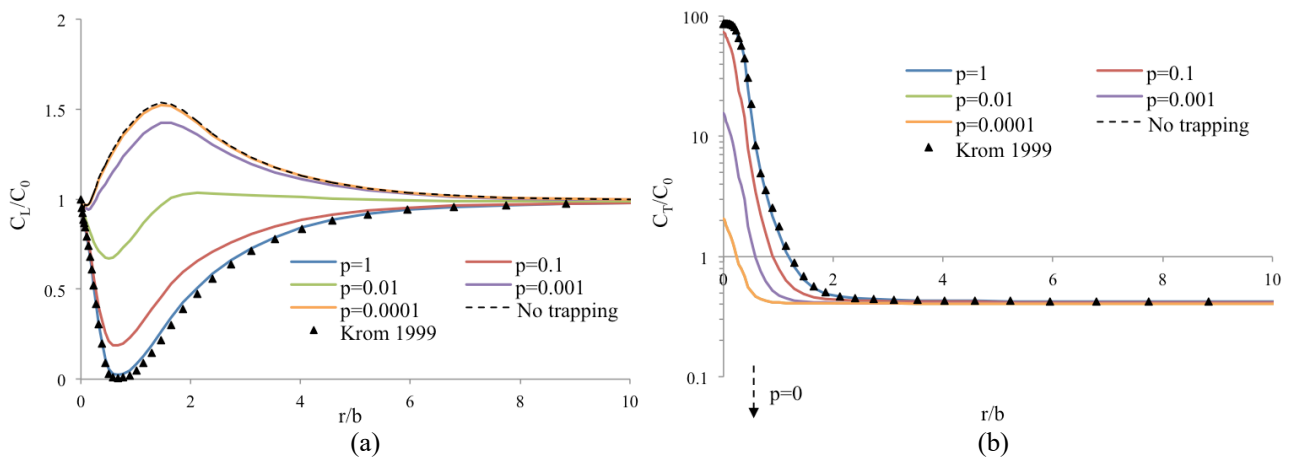 2
1.5
1
0.5
0
C_L/C_0
0 2 4 6 8 10
r/b
p=1 p=0.1
p=0.01 p=0.001
p=0.0001 No trapping
Krom 1999
(a)
100
10
1
0.1
C_T/C_0
p=1 p=0.1
p=0.01 p=0.001
p=0.0001 No trapping
Krom 1999
0 2 4 6 8 10
p=0
r/b
(b)